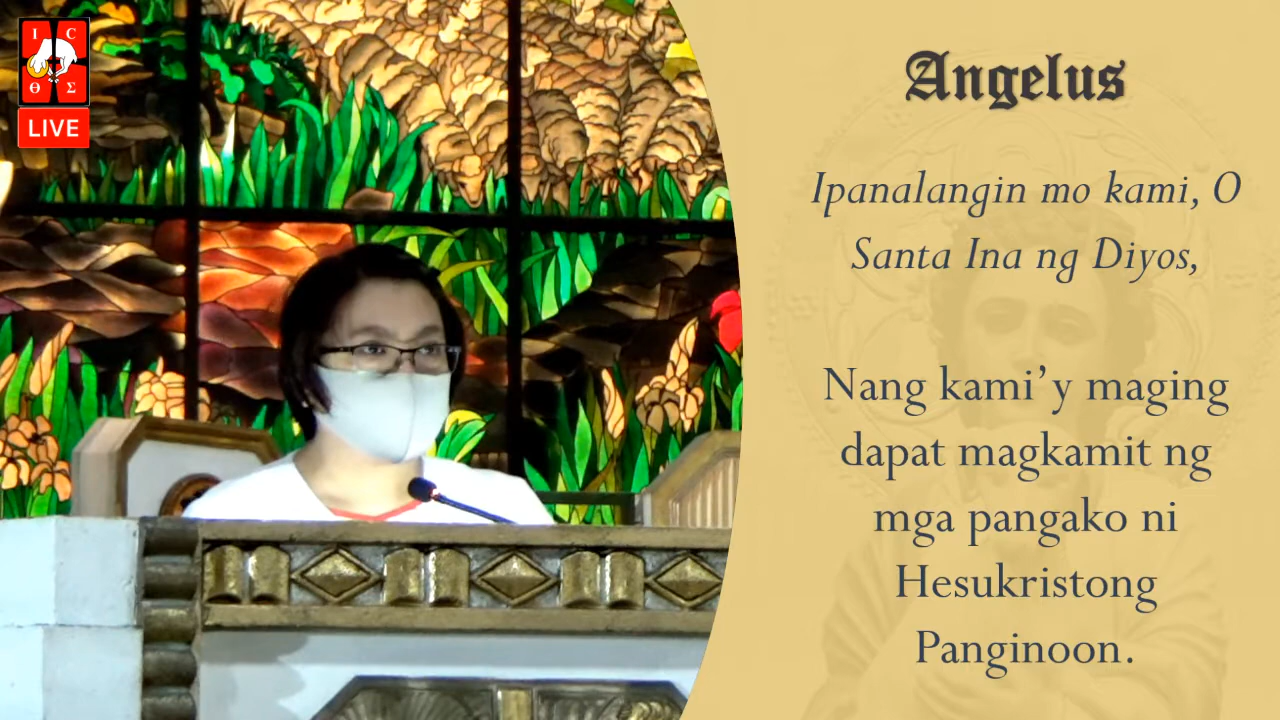 I C
Θ Σ
LIVE
Angelus
Ipanalangin mo kami, O
Santa Ina ng Diyos,
Nang kami’y maging
dapat magkamit ng
mga pangako ni
Hesukristong
Panginoon.